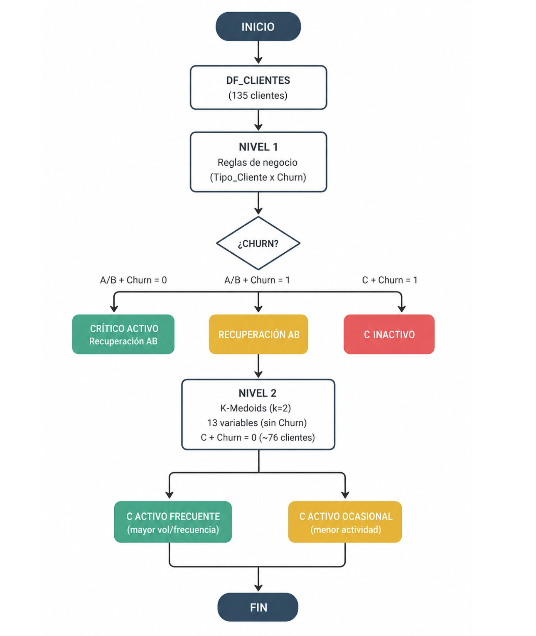 INICIO
DF_CLIENTES
(135 clientes)
NIVEL 1
Reglas de negocio
(Tipo_Cliente x Churn)
¿CHURN?
A/B + Churn = 0
A/B + Churn = 1
C + Churn = 1
CRÍTICO ACTIVO
Recuperación AB
RECUPERACIÓN AB
C INACTIVO
NIVEL 2
K-Medoids (k=2)
13 variables (sin Churn)
C + Churn = 0 (~76 clientes)
C ACTIVO FRECUENTE
(mayor vol/frecuencia)
C ACTIVO OCASIONAL
(menor actividad)
FIN